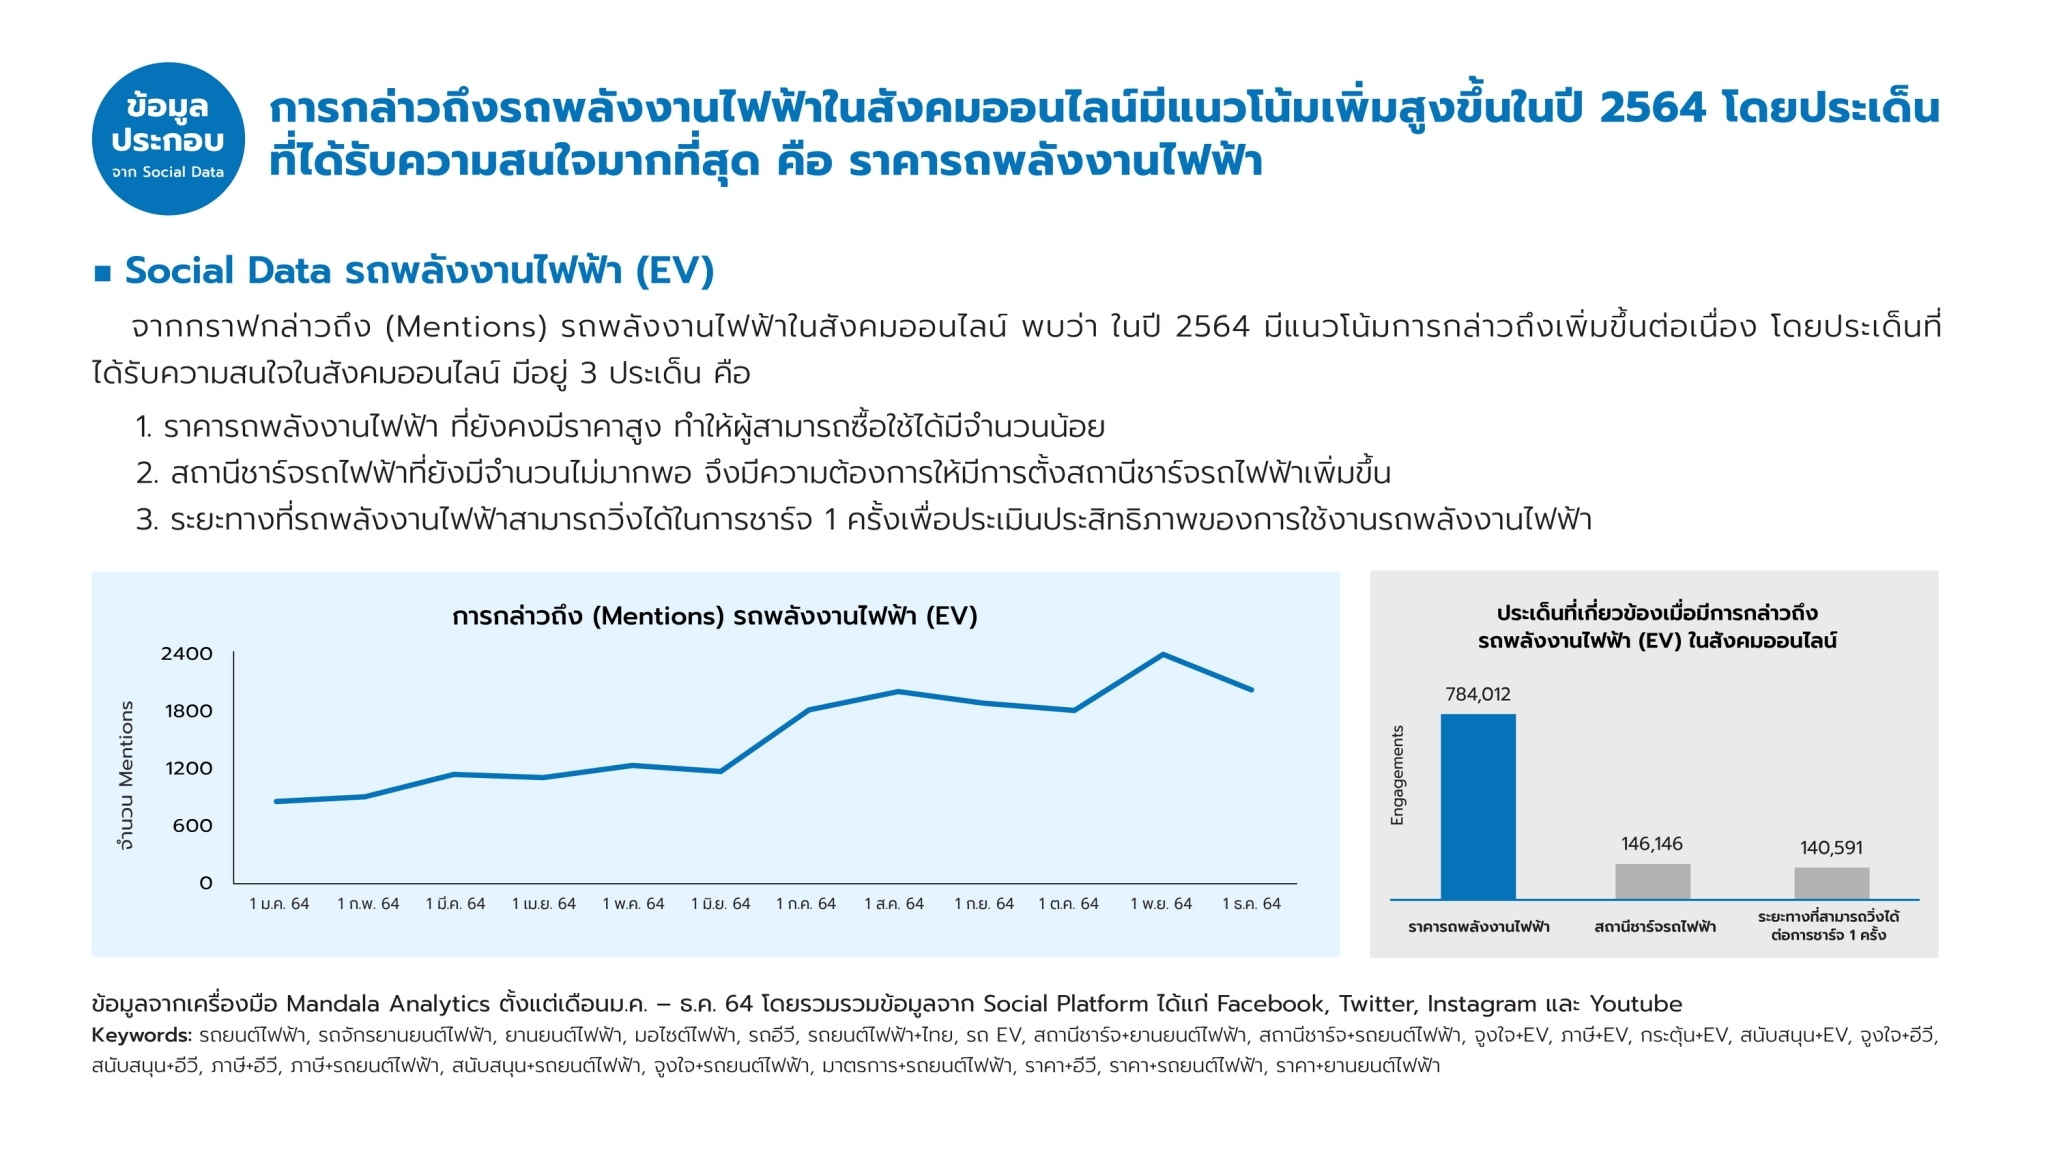 ข้อมูล
ประกอบ
จาก Social Data
การกล่าวถึงรถพลังงานไฟฟ้าในสังคมออนไลน์มีแนวโน้มเพิ่มสูงขึ้นในปี 2564 โดยประเด็น
ที่ได้รับความสนใจมากที่สุด คือ ราคารถพลังงานไฟฟ้า
■ Social Data รถพลังงานไฟฟ้า (EV)
จากกราฟกล่าวถึง (Mentions) รถพลังงานไฟฟ้าในสังคมออนไลน์ พบว่า ในปี 2564 มีแนวโน้มการกล่าวถึงเพิ่มขึ้นต่อเนื่อง โดยประเด็นที่
ได้รับความสนใจในสังคมออนไลน์ มีอยู่ 3 ประเด็น คือ
1. ราคารถพลังงานไฟฟ้า ที่ยังคงมีราคาสูง ทำให้ผู้สามารถซื้อใช้ได้มีจำนวนน้อย
2. สถานีชาร์จรถไฟฟ้าที่ยังมีจำนวนไม่มากพอ จึงมีความต้องการให้มีการตั้งสถานีชาร์จรถไฟฟ้าเพิ่มขึ้น
3. ระยะทางที่รถพลังงานไฟฟ้าสามารถวิ่งได้ในการชาร์จ 1 ครั้งเพื่อประเมินประสิทธิภาพของการใช้งานรถพลังงานไฟฟ้า
การกล่าวถึง (Mentions) รถพลังงานไฟฟ้า (EV)
จำนวน Mentions
2400
1800
1200
600
0
1 ม.ค. 64 1 ก.พ. 64 1 มี.ค. 64 1 เม.ย. 64 1 พ.ค. 64 1 มิ.ย. 64 1 ก.ค. 64 1 ส.ค. 64 1 ก.ย. 64 1 ต.ค. 64 1 พ.ย. 64 1 ธ.ค. 64
ประเด็นที่เกี่ยวข้องเมื่อมีการกล่าวถึง
รถพลังงานไฟฟ้า (EV) ในสังคมออนไลน์
Engagements
784,012
146,146
140,591
ราคารถพลังงานไฟฟ้า
สถานีชาร์จรถไฟฟ้า
ระยะทางที่สามารถวิ่งได้
ต่อการชาร์จ 1 ครั้ง
ข้อมูลจากเครื่องมือ Mandala Analytics ตั้งแต่เดือนม.ค. – ธ.ค. 64 โดยรวมรวมข้อมูลจาก Social Platform ได้แก่ Facebook, Twitter, Instagram และ Youtube
Keywords: รถยนต์ไฟฟ้า, รถจักรยานยนต์ไฟฟ้า, ยานยนต์ไฟฟ้า, มอไซต์ไฟฟ้า, รถอีวี, รถยนต์ไฟฟ้า+ไทย, รถ EV, สถานีชาร์จ+ยานยนต์ไฟฟ้า, สถานีชาร์จ+รถยนต์ไฟฟ้า, จูงใจ+EV, ภาษี+EV, กระตุ้น+EV, สนับสนุน+EV, จูงใจ+อีวี,
สนับสนุน+อีวี, ภาษี+อีวี, ภาษี+รถยนต์ไฟฟ้า, สนับสนุน+รถยนต์ไฟฟ้า, จูงใจ+รถยนต์ไฟฟ้า, มาตรการ+รถยนต์ไฟฟ้า, ราคา+อีวี, ราคา+รถยนต์ไฟฟ้า, ราคา+ยานยนต์ไฟฟ้า